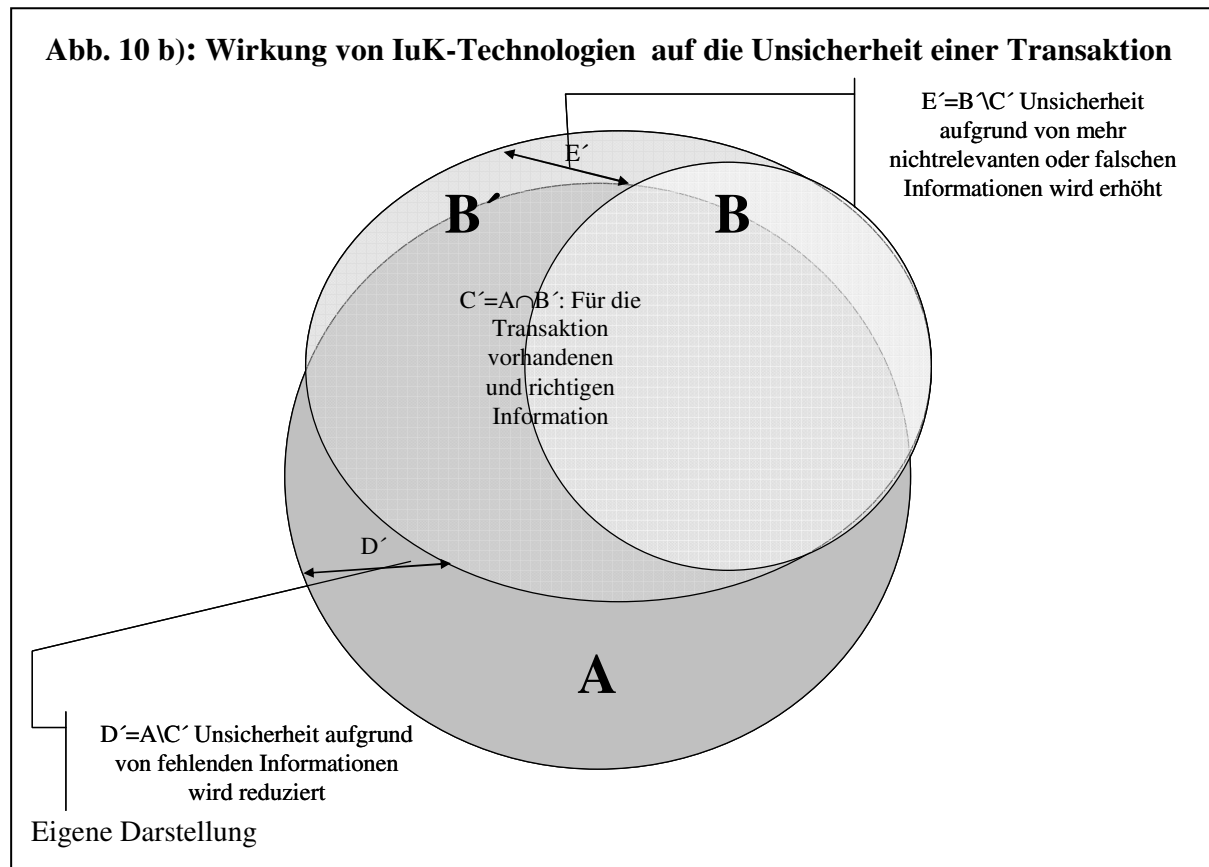 Abb. 10 b): Wirkung von IuK-Technologien auf die Unsicherheit einer Transaktion
E´=B´\C´ Unsicherheit
aufgrund von mehr
nichtrelevanten oder falschen
Informationen wird erhöht
E´
B´
B
C´=A∩B´: Für die
Transaktion
vorhandenen
und richtigen
Information
D´
A
D´=A\C´ Unsicherheit aufgrund
von fehlenden Informationen
wird reduziert
Eigene Darstellung